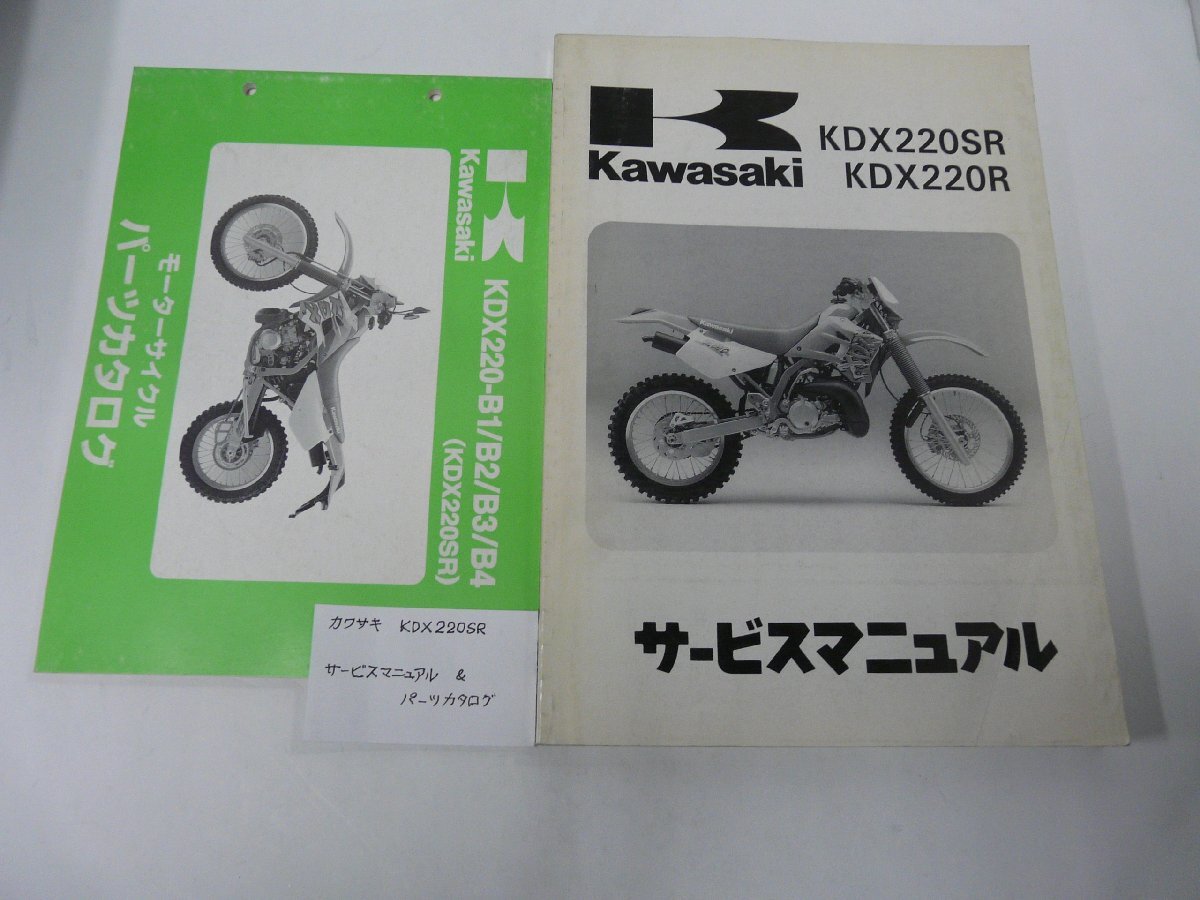 Kawasaki
KDX220-B1/B2/B3/B4
(KDX220SR)
モーターサイクル
パーツカタログ
Kawasaki
KDX220SR
KDX220R
Kawasaki
サービスマニュアル
カワサキ KDX220SR
サービスマニュアル &
パーツカタログ